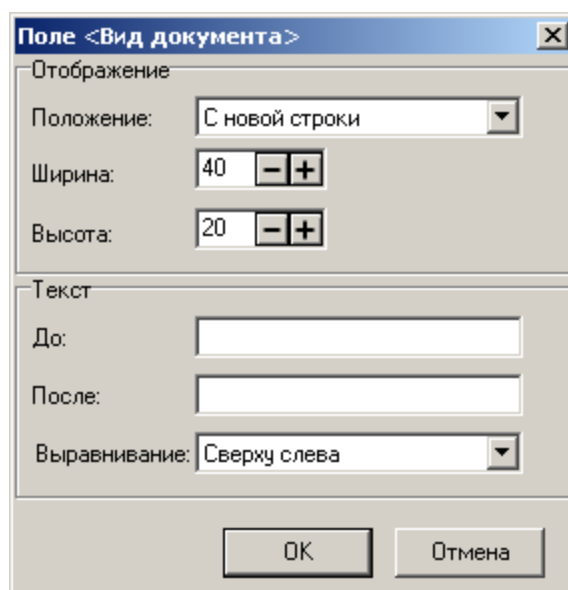 Поле <Вид документа>
Отображение
Положение: С новой строки
Ширина: 40
Высота: 20
Текст
До:
После:
Выравнивание: Сверху слева
OK Отмена